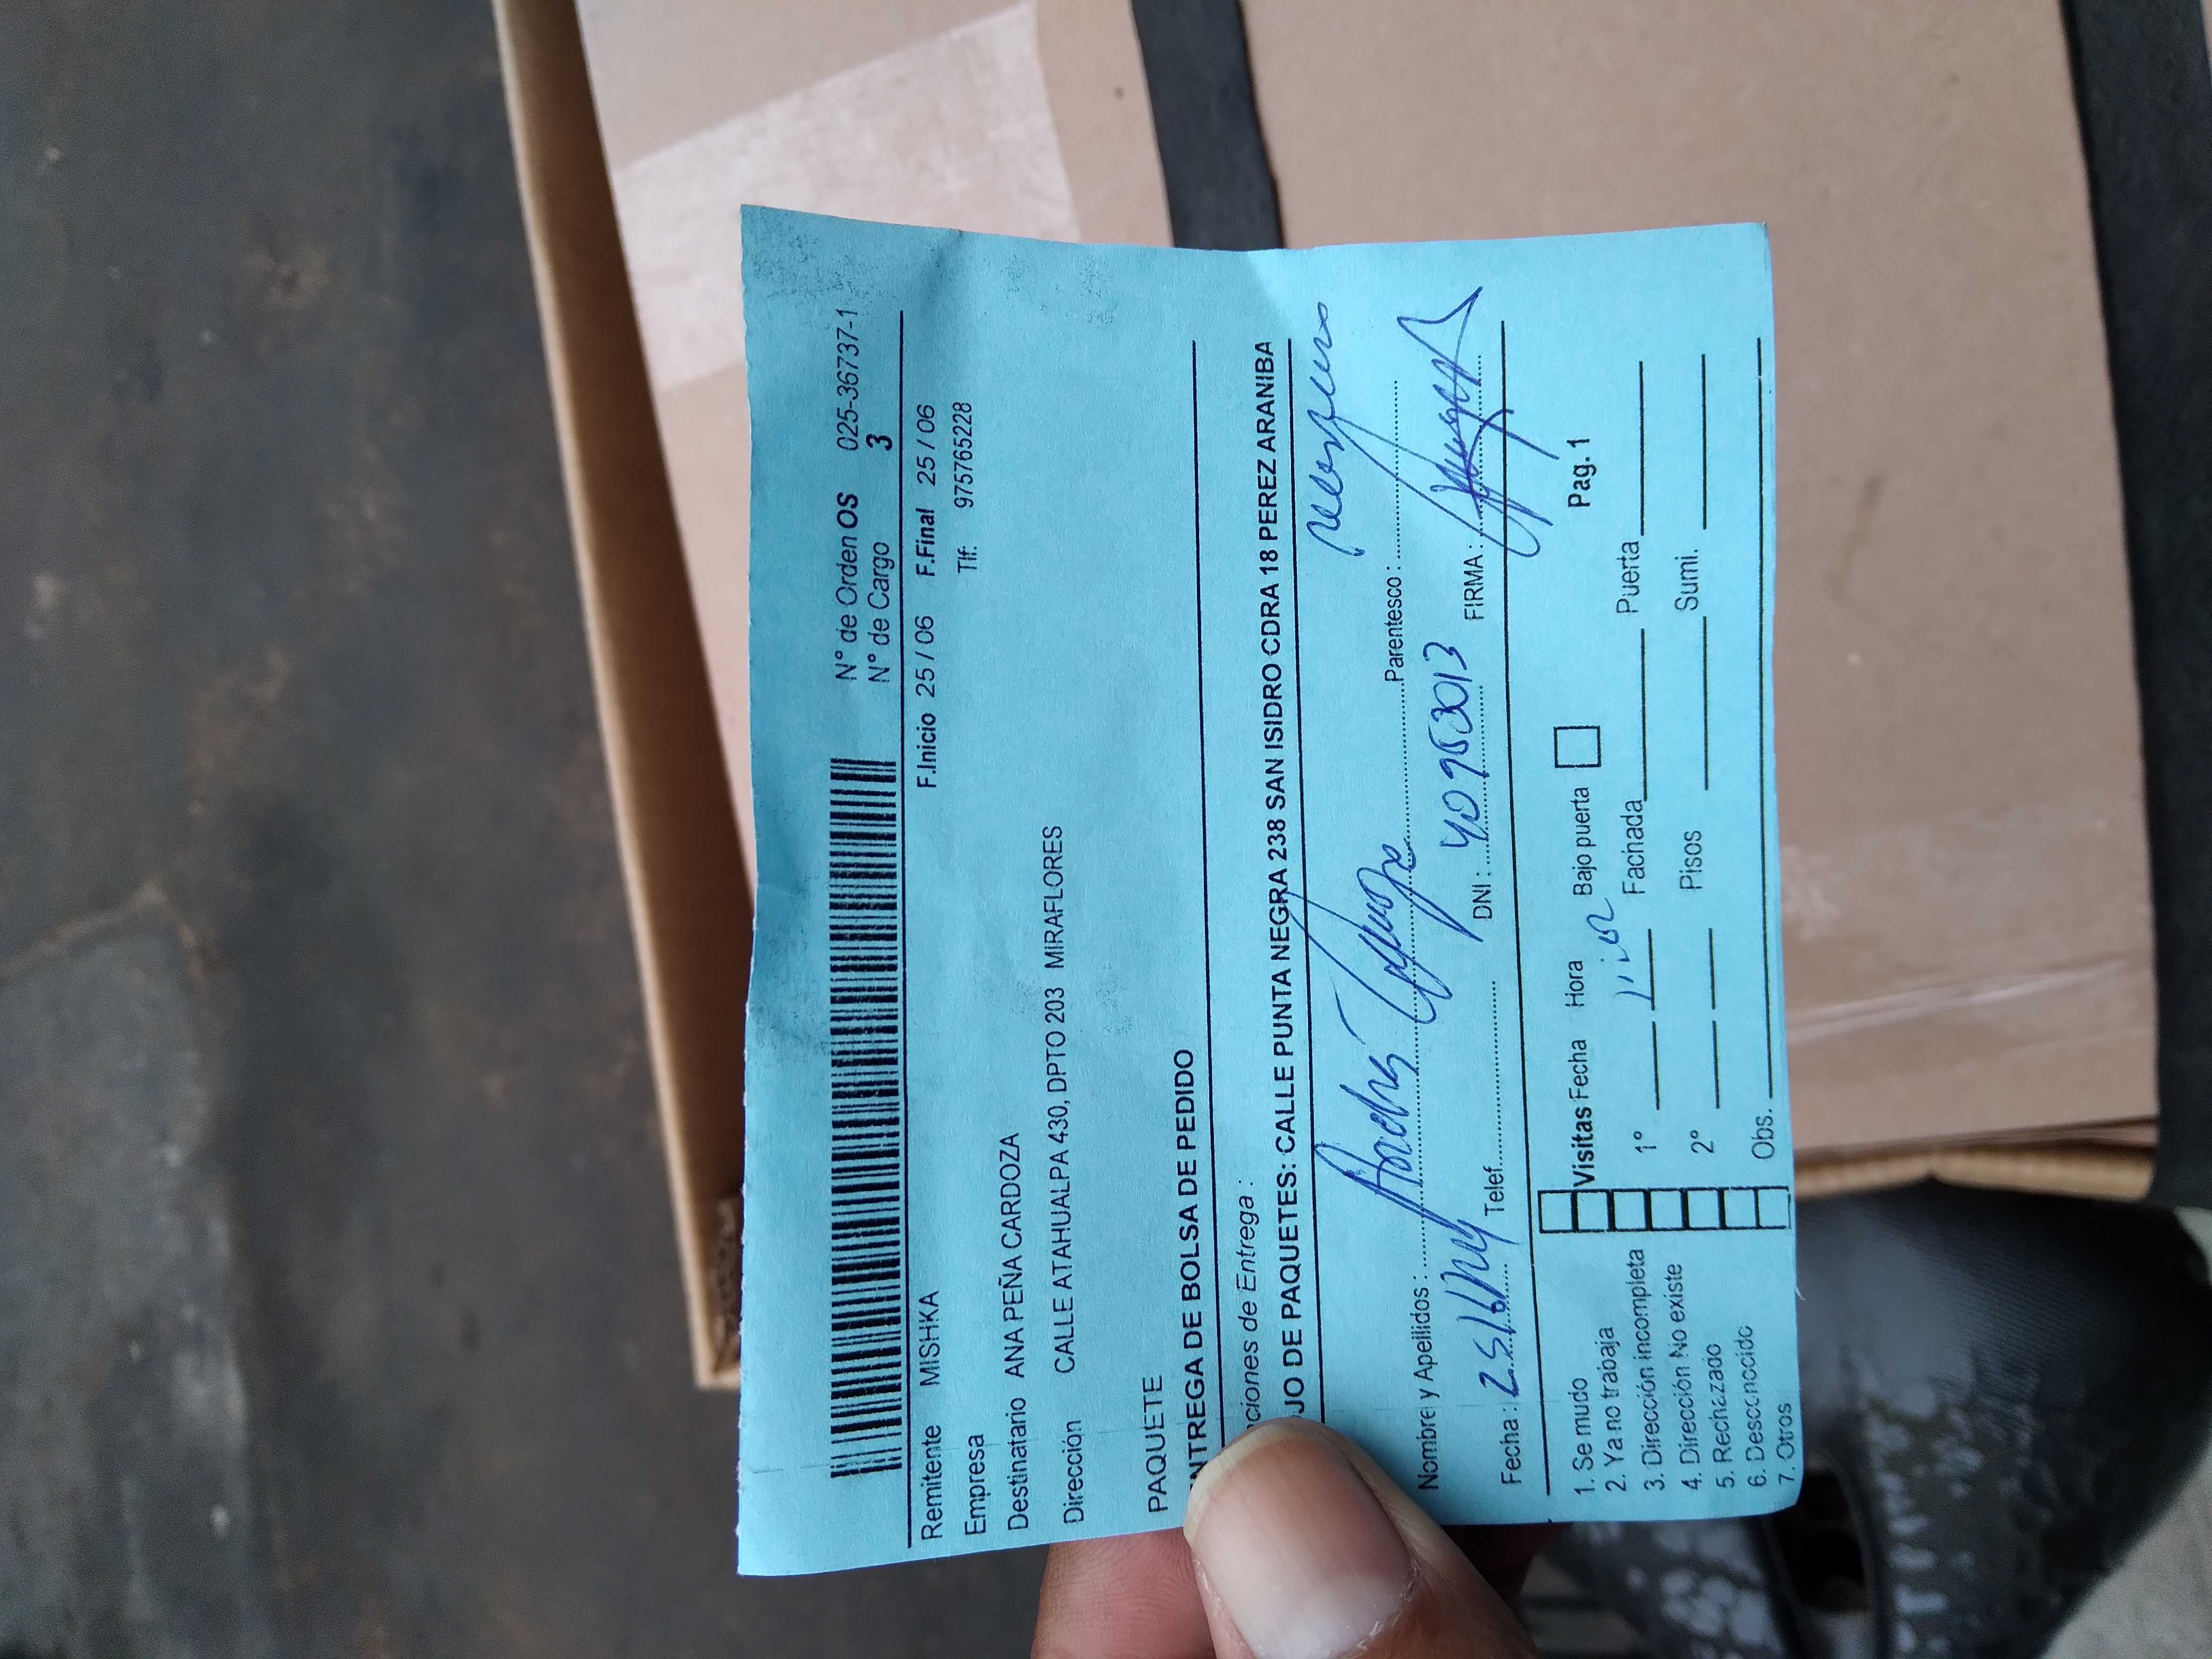 N° de Orden OS 025-36737-1
N° de Cargo 3
Remitente MISHKA F.Inicio 25 / 06 F.Final 25 / 06
Empresa Tlf: 975765228
Destinatario ANA PEÑA CARDOZA
Dirección CALLE ATAHUALPA 430, DPTO 203 MIRAFLORES
PAQUETE
NTREGA DE BOLSA DE PEDIDO
ciones de Entrega :
JO DE PAQUETES: CALLE PUNTA NEGRA 238 SAN ISIDRO CDRA 18 PEREZ ARANIBA
Nombre y Apellidos : Parentesco :
Fecha : Telef. DNI : 40953013 FIRMA :
1. Se mudo Visitas Fecha Hora Bajo puerta Pag. 1
2. Ya no trabaja
3. Dirección incompleta 1° Fachada Puerta
4. Dirección No existe
5. Rechazado 2° Pisos Sumi.
6. Desconocido
7. Otros Obs.